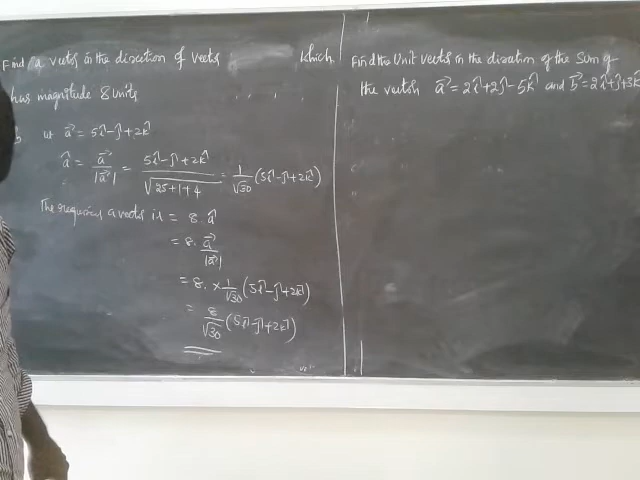 Find a vector in the direction of vector which
has magnitude 8 units
let a⃗ = 5î-ĵ+2k̂
â = a⃗/|a⃗| = (5î-ĵ+2k̂)/√(25+1+4) = 1/√30 (5î-ĵ+2k̂)
The required vector is = 8 â
= 8. a⃗/|a⃗|
= 8. × 1/√30 (5î-ĵ+2k̂)
= 8/√30 (5î-ĵ+2k̂)
Find the Unit vector in the direction of the Sum of
the vectors a⃗=2î+2ĵ-5k̂ and b⃗=2î+ĵ+3k̂